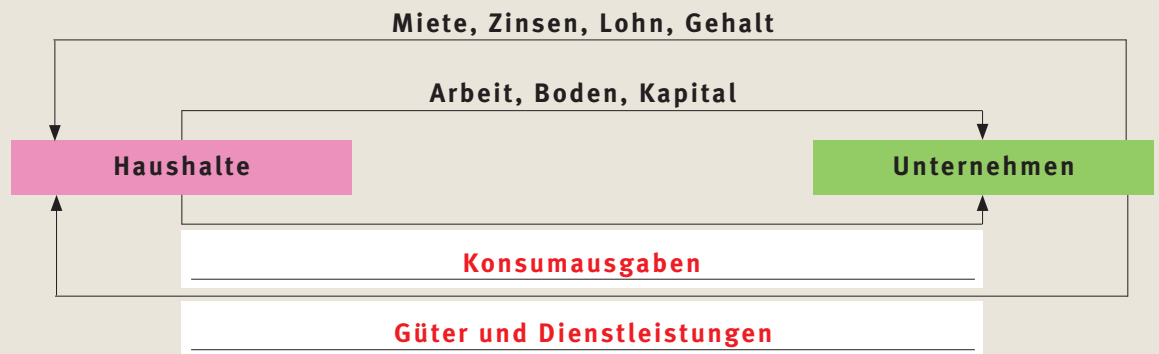 Miete, Zinsen, Lohn, Gehalt
Arbeit, Boden, Kapital
Haushalte
Unternehmen
Konsumausgaben
Güter und Dienstleistungen